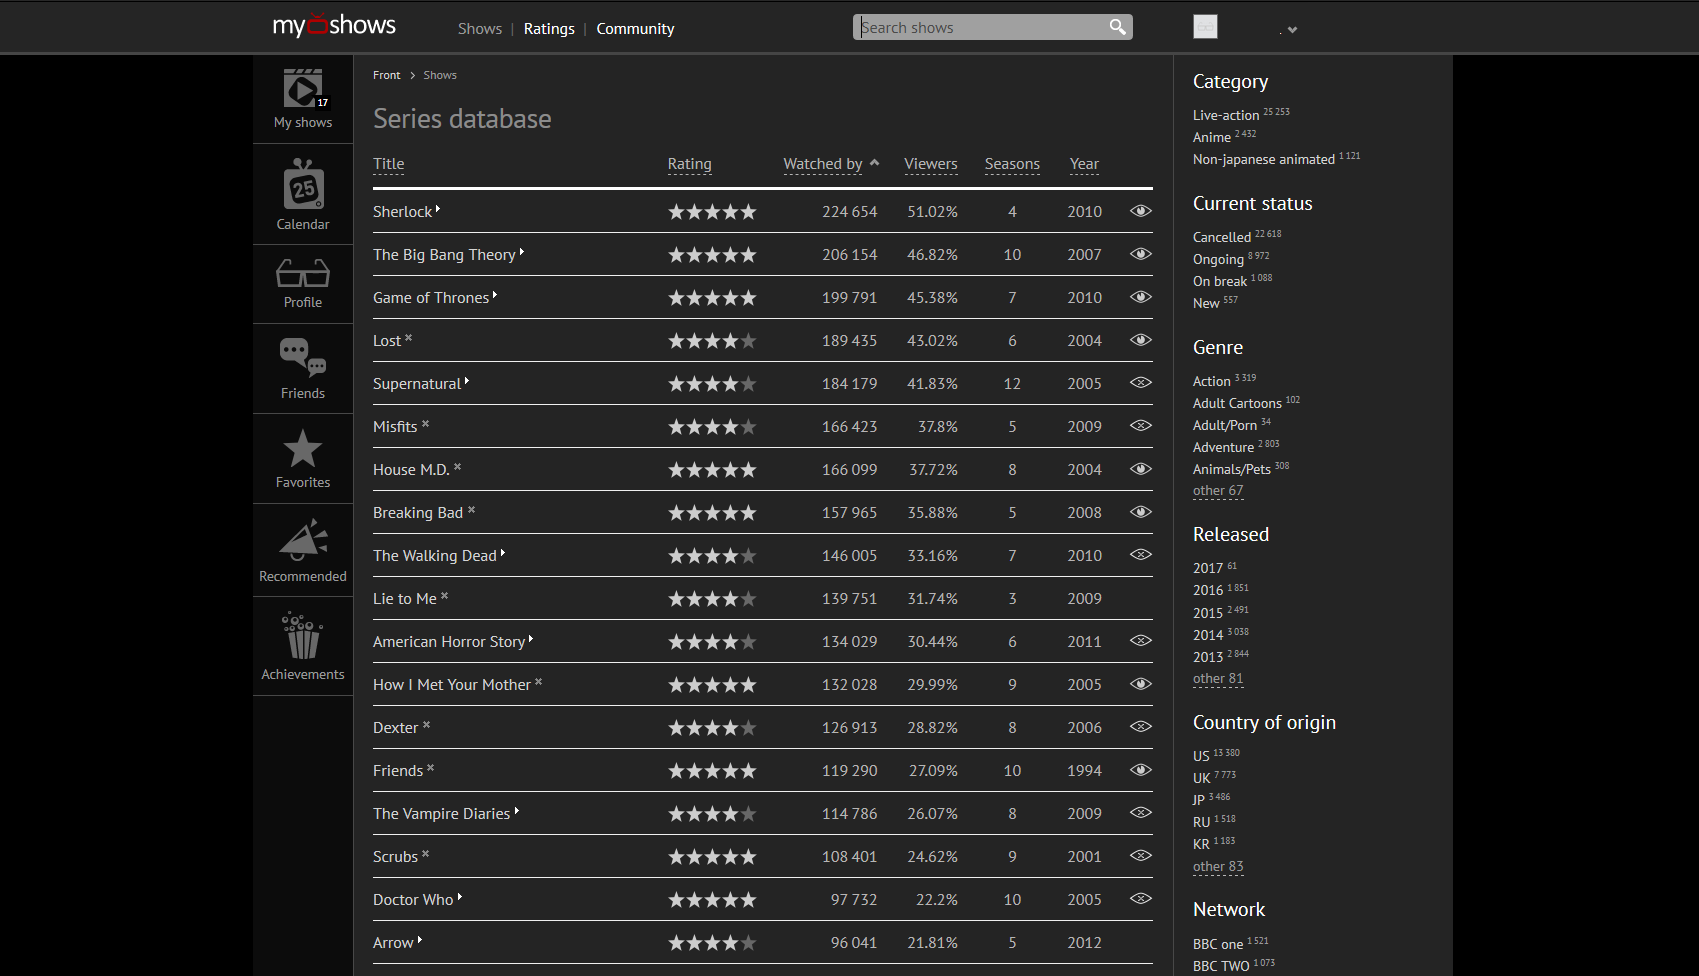 myshows
Shows | Ratings | Community
Search shows
17
My shows
25
Calendar
Profile
Friends
Favorites
Recommended
Achievements
Front > Shows
Series database
Title Rating Watched by Viewers Seasons Year
Sherlock 224 654 51.02% 4 2010
The Big Bang Theory 206 154 46.82% 10 2007
Game of Thrones 199 791 45.38% 7 2010
Lost × 189 435 43.02% 6 2004
Supernatural 184 179 41.83% 12 2005
Misfits × 166 423 37.8% 5 2009
House M.D. × 166 099 37.72% 8 2004
Breaking Bad × 157 965 35.88% 5 2008
The Walking Dead 146 005 33.16% 7 2010
Lie to Me × 139 751 31.74% 3 2009
American Horror Story 134 029 30.44% 6 2011
How I Met Your Mother × 132 028 29.99% 9 2005
Dexter × 126 913 28.82% 8 2006
Friends × 119 290 27.09% 10 1994
The Vampire Diaries 114 786 26.07% 8 2009
Scrubs × 108 401 24.62% 9 2001
Doctor Who 97 732 22.2% 10 2005
Arrow 96 041 21.81% 5 2012
Category
Live-action 25 253
Anime 2 432
Non-japanese animated 1 121
Current status
Cancelled 22 618
Ongoing 8 972
On break 1 088
New 557
Genre
Action 3 319
Adult Cartoons 102
Adult/Porn 34
Adventure 2 803
Animals/Pets 308
other 67
Released
2017 61
2016 1 851
2015 2 491
2014 3 038
2013 2 844
other 81
Country of origin
US 13 380
UK 7 773
JP 3 486
RU 1 518
KR 1 183
other 83
Network
BBC one 1 521
BBC TWO 1 073